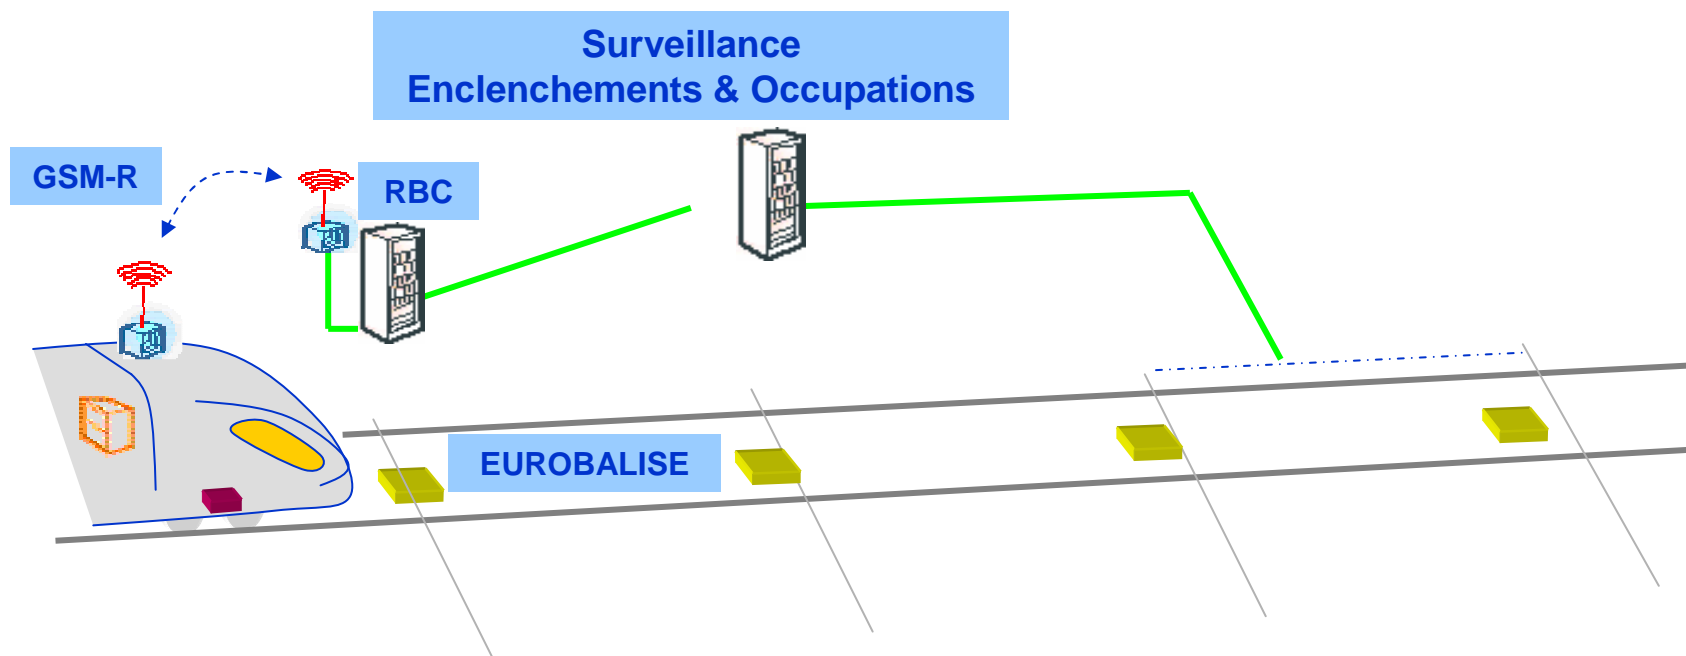 Surveillance
Enclenchements & Occupations
GSM-R
RBC
EUROBALISE